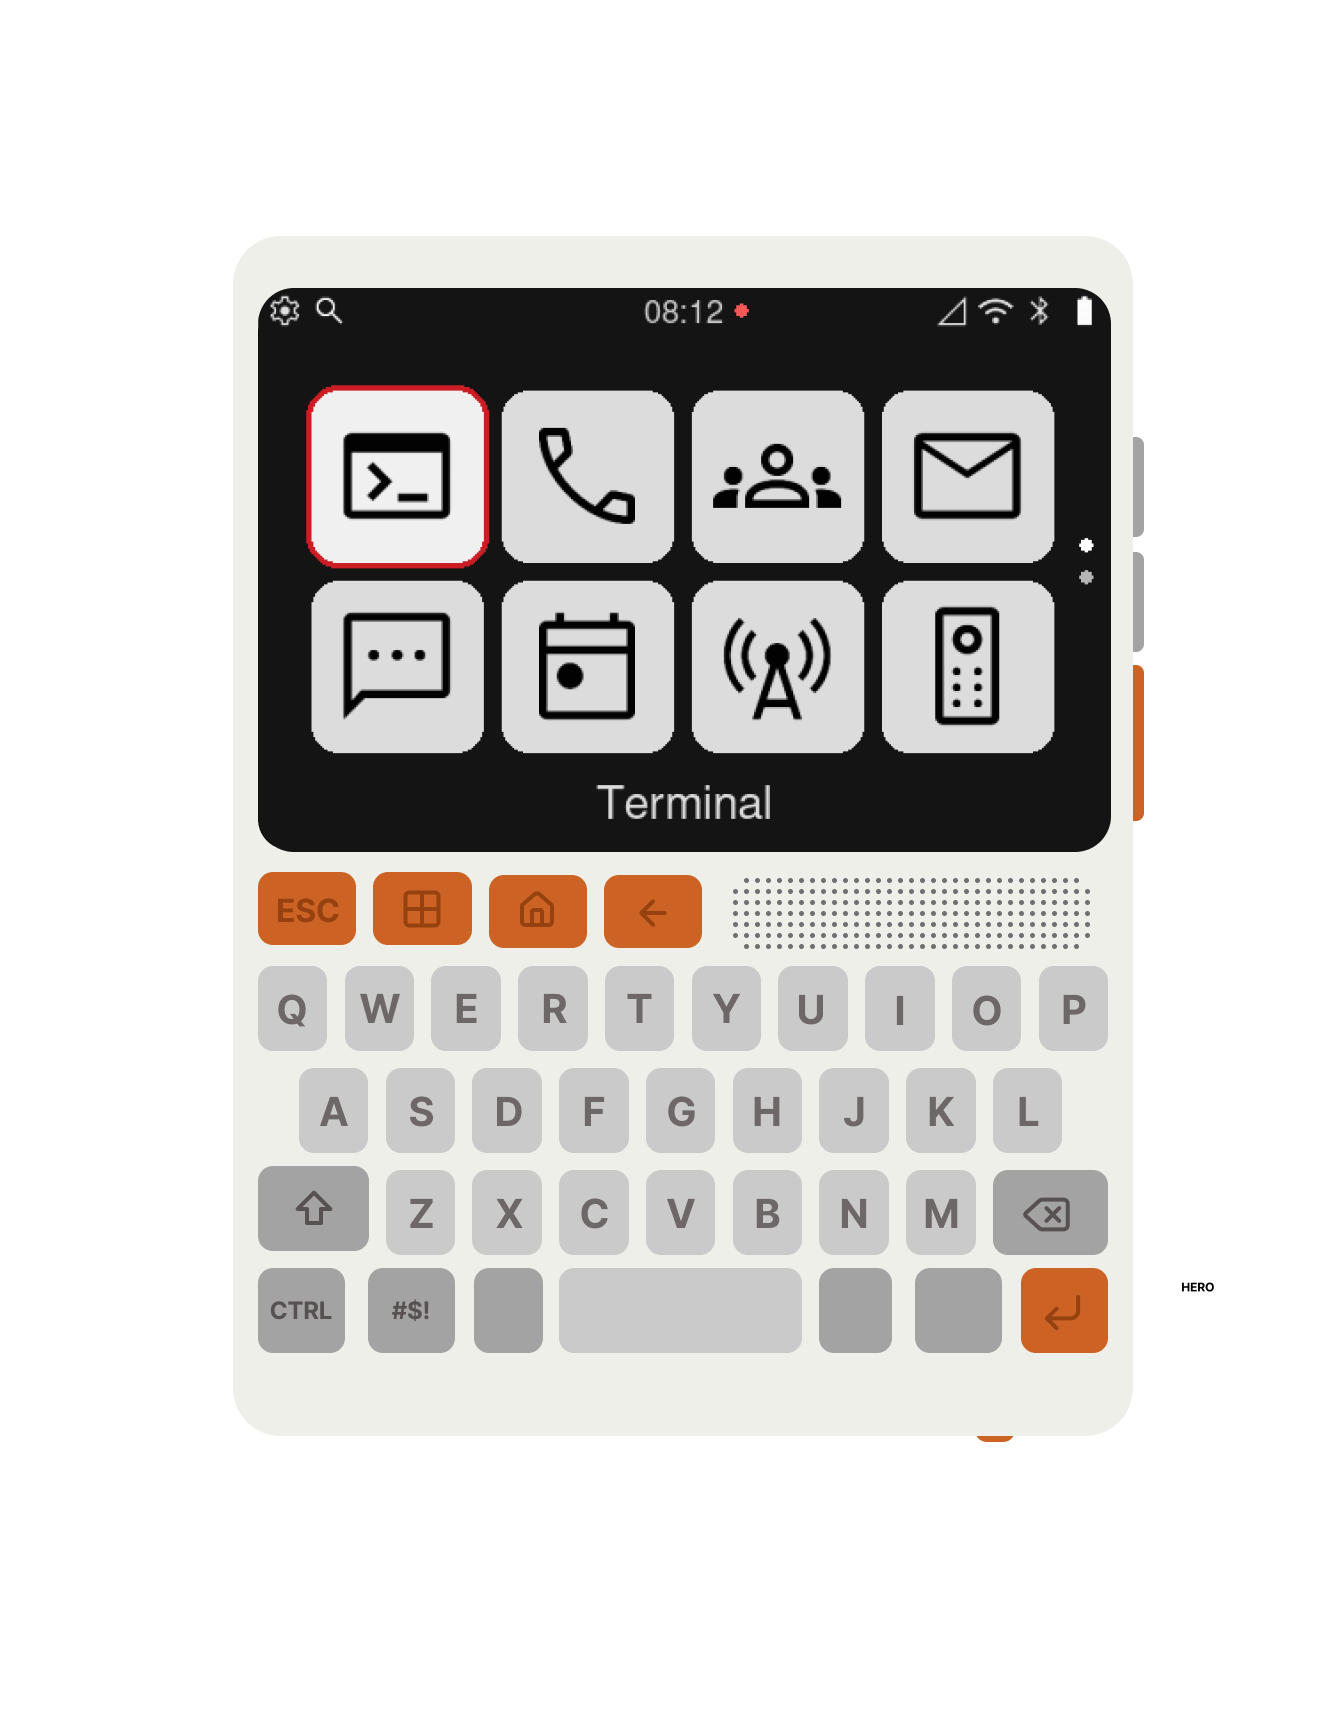 08:12
Terminal
ESC
Q W E R T Y U I O P
A S D F G H J K L
Z X C V B N M
CTRL #$!
HERO